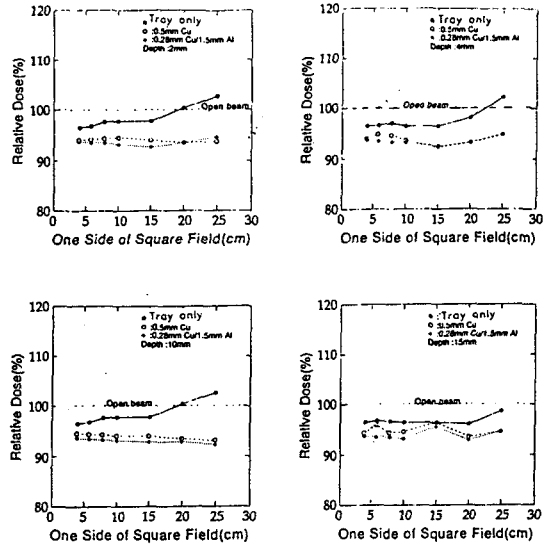 120
110
100
90
80
Relative Dose(%)
Tray only
:0.5mm Cu
:0.28mm Cu/1.5mm Al
Depth :2mm
Open beam
0 5 10 15 20 25 30
One Side of Square Field(cm)
120
110
100
90
80
Relative Dose(%)
Tray only
:0.5mm Cu
:0.28mm Cu/1.5mm Al
Depth :4mm
Open beam
0 5 10 15 20 25 30
One Side of Square Field(cm)
120
110
100
90
80
Relative Dose(%)
Tray only
:0.5mm Cu
:0.28mm Cu/1.5mm Al
Depth :10mm
Open beam
0 5 10 15 20 25 30
One Side of Square Field(cm)
120
110
100
90
80
Relative Dose(%)
:Tray only
:0.5mm Cu
:0.28mm Cu/1.5mm Al
Depth :15mm
Open beam
0 5 10 15 20 25 30
One Side of Square Field(cm)